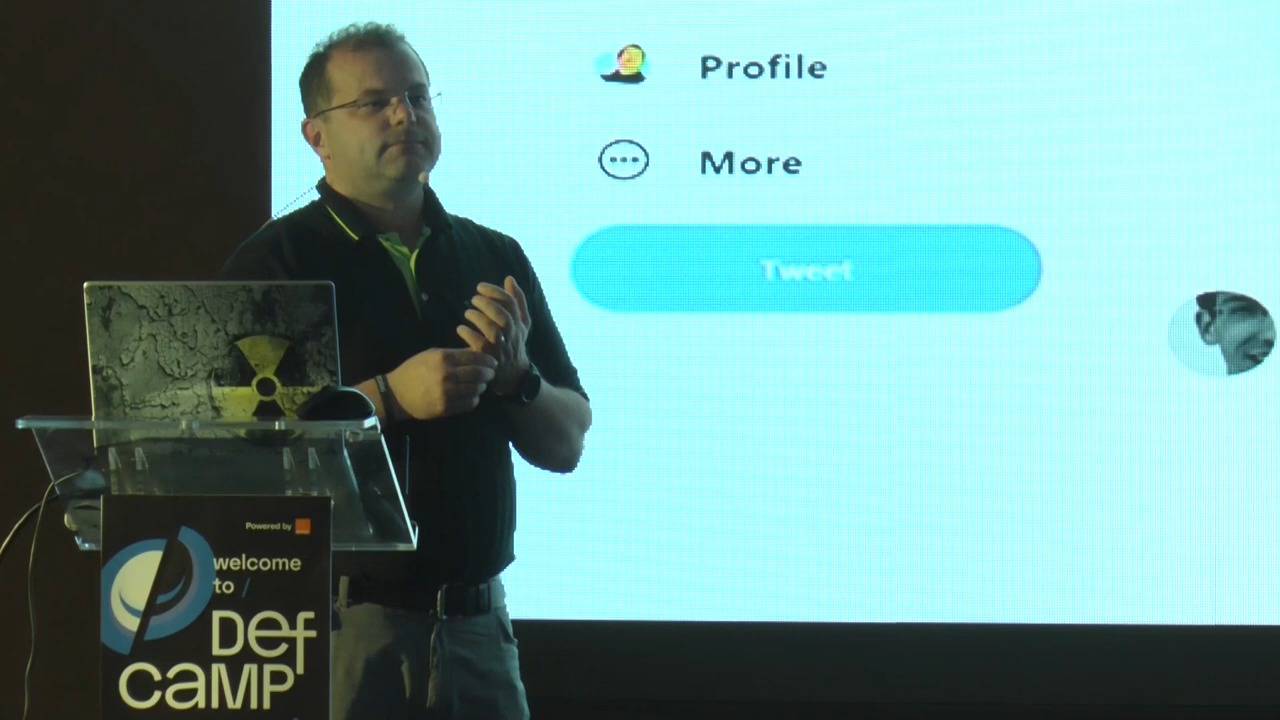 Profile
More
Tweet
Powered by
welcome
to /
Def
CaMP